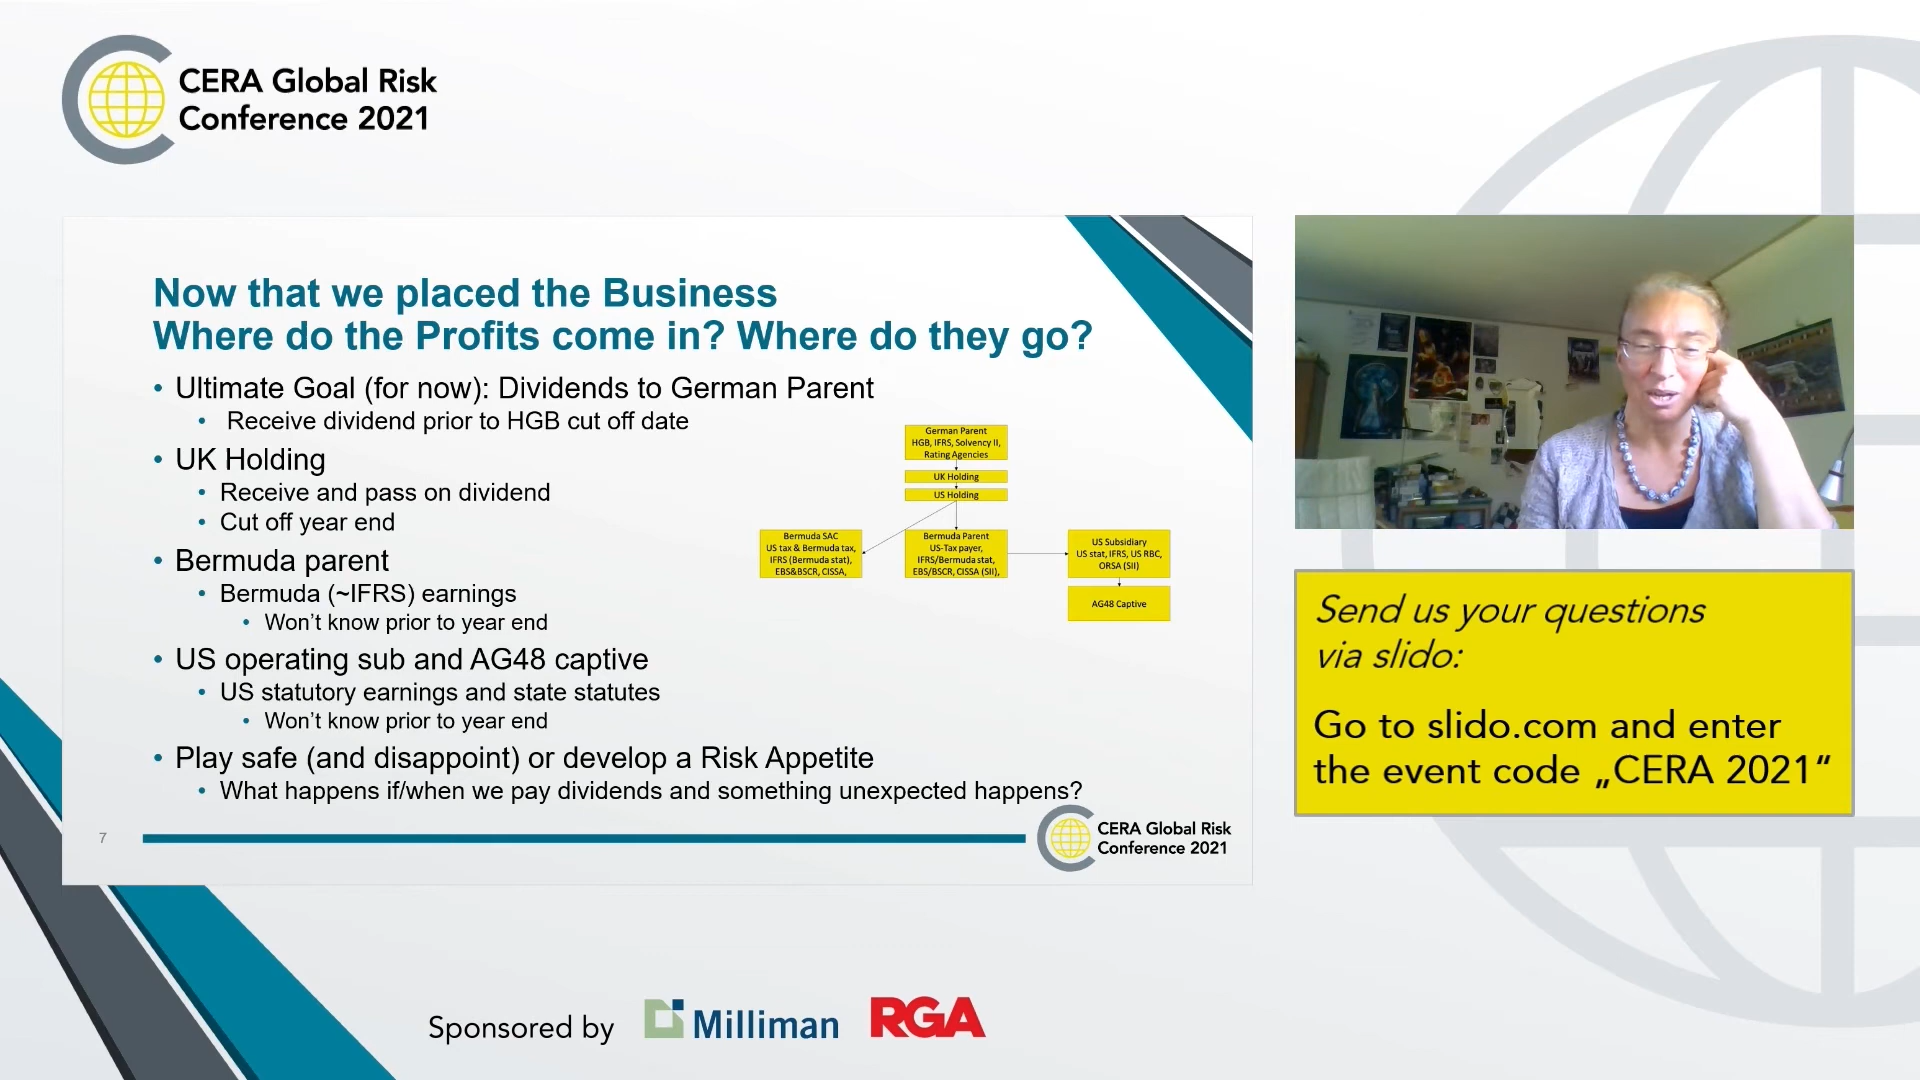 CERA Global Risk
Conference 2021
Now that we placed the Business
Where do the Profits come in? Where do they go?
• Ultimate Goal (for now): Dividends to German Parent
• Receive dividend prior to HGB cut off date
• UK Holding
• Receive and pass on dividend
• Cut off year end
• Bermuda parent
• Bermuda (~IFRS) earnings
• Won't know prior to year end
• US operating sub and AG48 captive
• US statutory earnings and state statutes
• Won't know prior to year end
• Play safe (and disappoint) or develop a Risk Appetite
• What happens if/when we pay dividends and something unexpected happens?
German Parent
HGB, IFRS, Solvency II,
Rating Agencies
UK Holding
US Holding
Bermuda SAC
US tax & Bermuda tax,
IFRS (Bermuda stat),
EBS&BSCR, CISSA,
Bermuda Parent
US-Tax payer,
IFRS/Bermuda stat,
EBS/BSCR, CISSA (SII),
US Subsidiary
US stat, IFRS, US RBC,
ORSA (SII)
AG48 Captive
7
CERA Global Risk
Conference 2021
Send us your questions
via slido:
Go to slido.com and enter
the event code „CERA 2021“
Sponsored by Milliman RGA